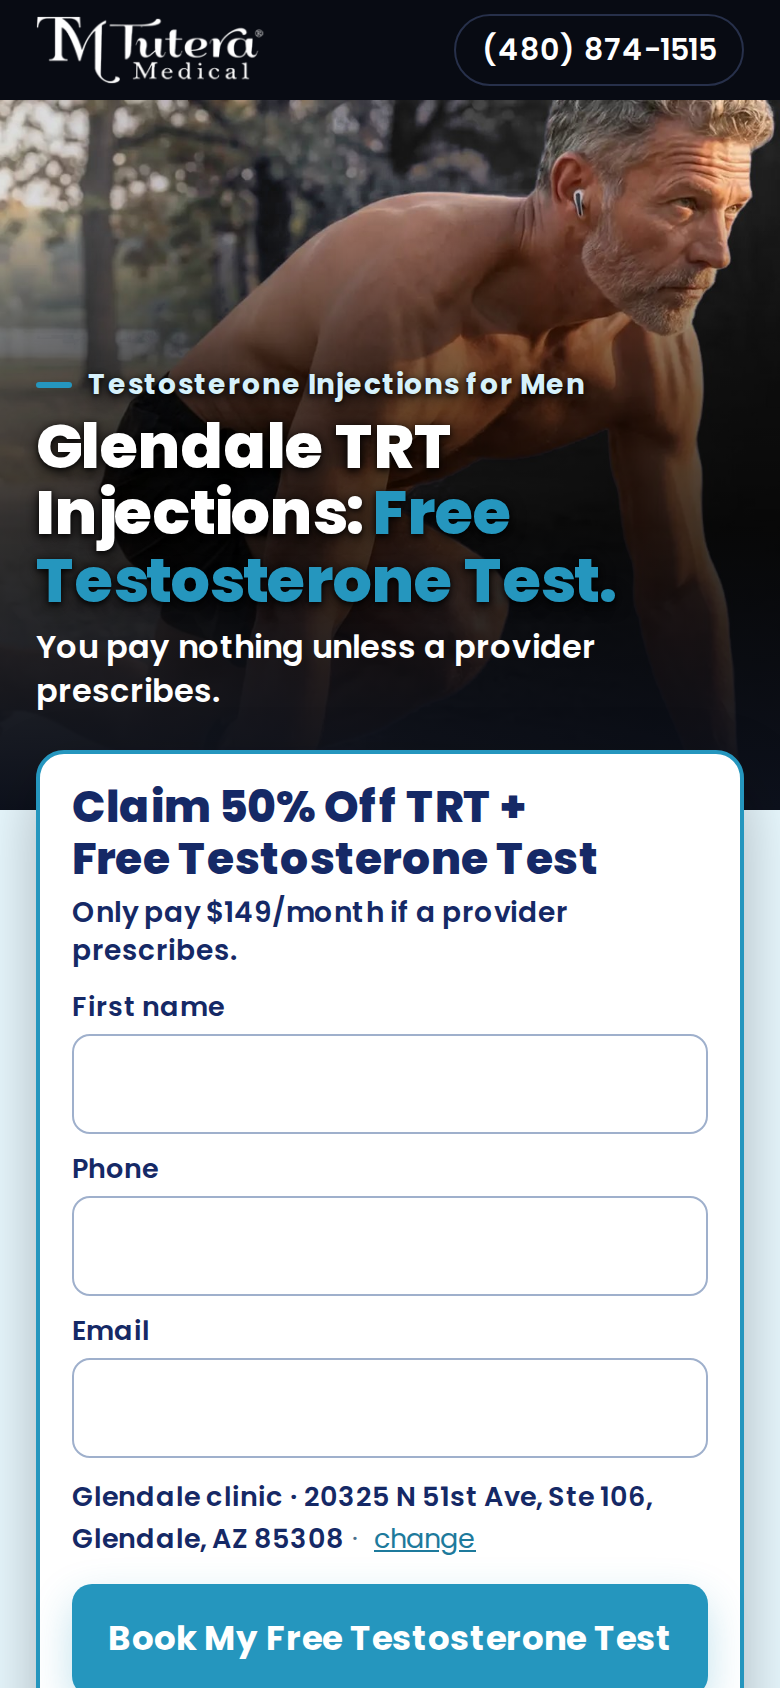 TM Tutera®
Medical
(480) 874-1515
Testosterone Injections for Men
Glendale TRT
Injections: Free
Testosterone Test.
You pay nothing unless a provider
prescribes.
Claim 50% Off TRT +
Free Testosterone Test
Only pay $149/month if a provider
prescribes.
First name
Phone
Email
Glendale clinic · 20325 N 51st Ave, Ste 106,
Glendale, AZ 85308 · change
Book My Free Testosterone Test